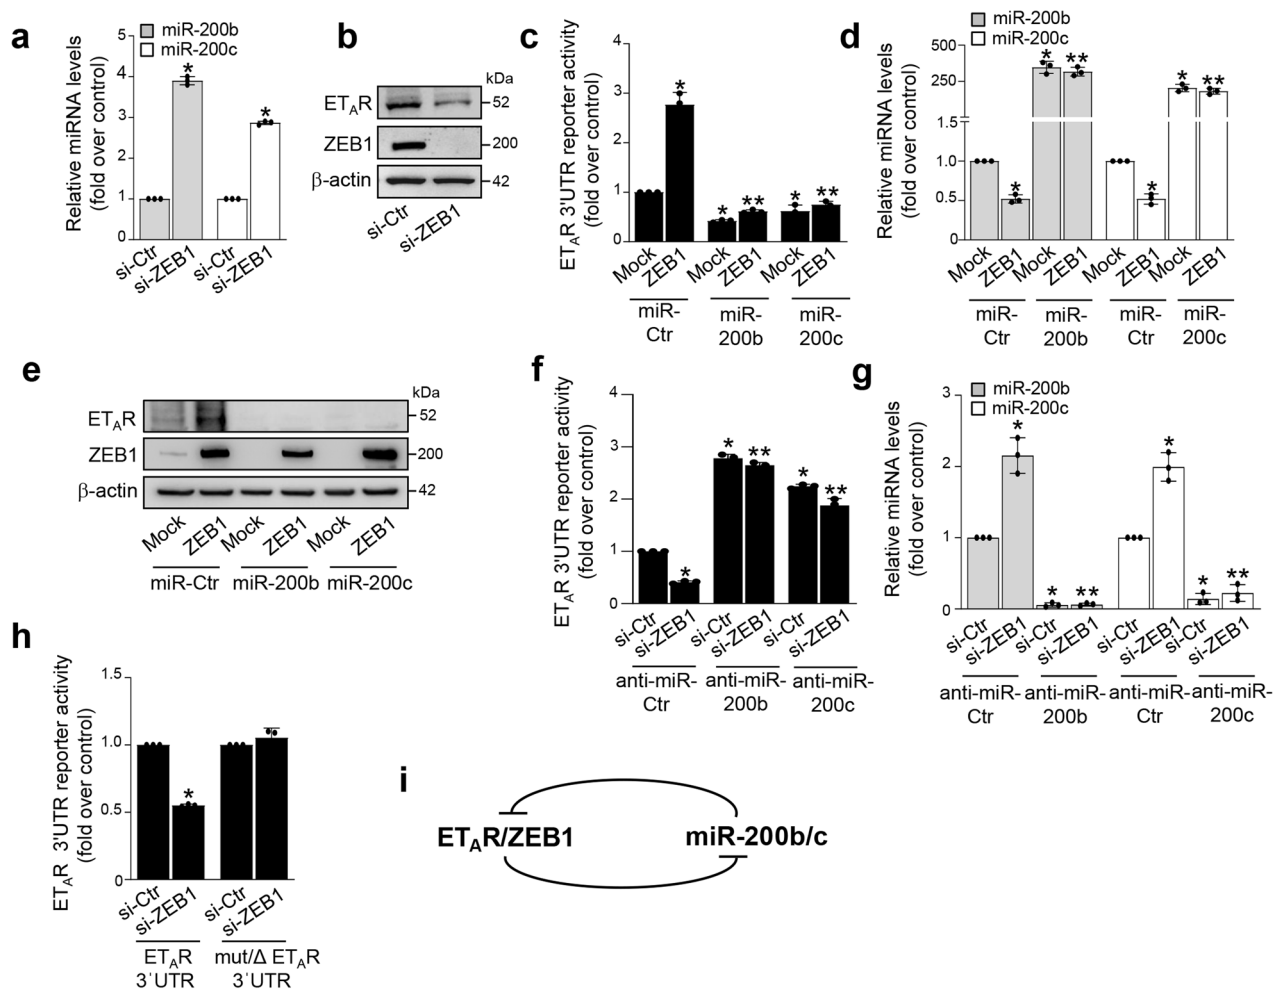 a
miR-200b
miR-200c
Relative miRNA levels
(fold over control)
5
4
3
2
1
0
*
*
si-Ctr
si-ZEB1
si-Ctr
si-ZEB1
b
kDa
ET_AR
52
ZEB1
200
β-actin
42
si-Ctr
si-ZEB1
c
ET_AR 3'UTR reporter activity
(fold over control)
4
3
2
1
0
*
*
**
*
**
Mock
ZEB1
Mock
ZEB1
Mock
ZEB1
miR-
Ctr
miR-
200b
miR-
200c
d
miR-200b
miR-200c
Relative miRNA levels
(fold over control)
500
250
1.5
1.0
0.5
0
*
*
**
*
*
**
Mock
ZEB1
Mock
ZEB1
Mock
ZEB1
Mock
ZEB1
miR-
Ctr
miR-
200b
miR-
Ctr
miR-
200c
e
kDa
ET_AR
52
ZEB1
200
β-actin
42
Mock
ZEB1
Mock
ZEB1
Mock
ZEB1
miR-Ctr
miR-200b
miR-200c
f
ET_AR 3'UTR reporter activity
(fold over control)
4
3
2
1
0
*
*
**
*
**
si-Ctr
si-ZEB1
si-Ctr
si-ZEB1
si-Ctr
si-ZEB1
anti-miR-
Ctr
anti-miR-
200b
anti-miR-
200c
g
miR-200b
miR-200c
Relative miRNA levels
(fold over control)
3
2
1
0
*
*
**
*
*
**
si-Ctr
si-ZEB1
si-Ctr
si-ZEB1
si-Ctr
si-ZEB1
si-Ctr
si-ZEB1
anti-miR-
Ctr
anti-miR-
200b
anti-miR-
Ctr
anti-miR-
200c
h
ET_AR 3'UTR reporter activity
(fold over control)
1.5
1.0
0.5
0
*
si-Ctr
si-ZEB1
si-Ctr
si-ZEB1
ET_AR
3'UTR
mut/Δ ET_AR
3'UTR
i
ET_AR/ZEB1
miR-200b/c